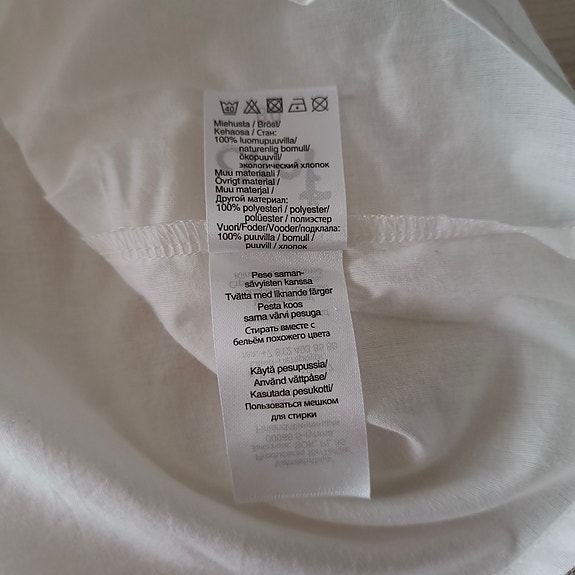 40
Miehusta / Bröst/
Kehaosa / Стан:
100% luomupuuvilla/
naturenlig bomull/
ökopuuvill/
экологический хлопок
Muu materiaali /
Övrigt material /
Muu materjal /
Другой материал:
100% polyesteri / polyester/
polüester / полиэстер
Vuori/Foder/Vooder/подклала:
100% puuvilla / bomull /
puuvill / хлопок
Pese saman-
sävyisten kanssa
Tvätta med liknande färger
Pesta koos
sama värvi pesuga
Стирать вместе с
бельём похожего цвета
Käytä pesupussia/
Använd vättpåse/
Kasutada pesukotti/
Пользоваться мешком
для стирки